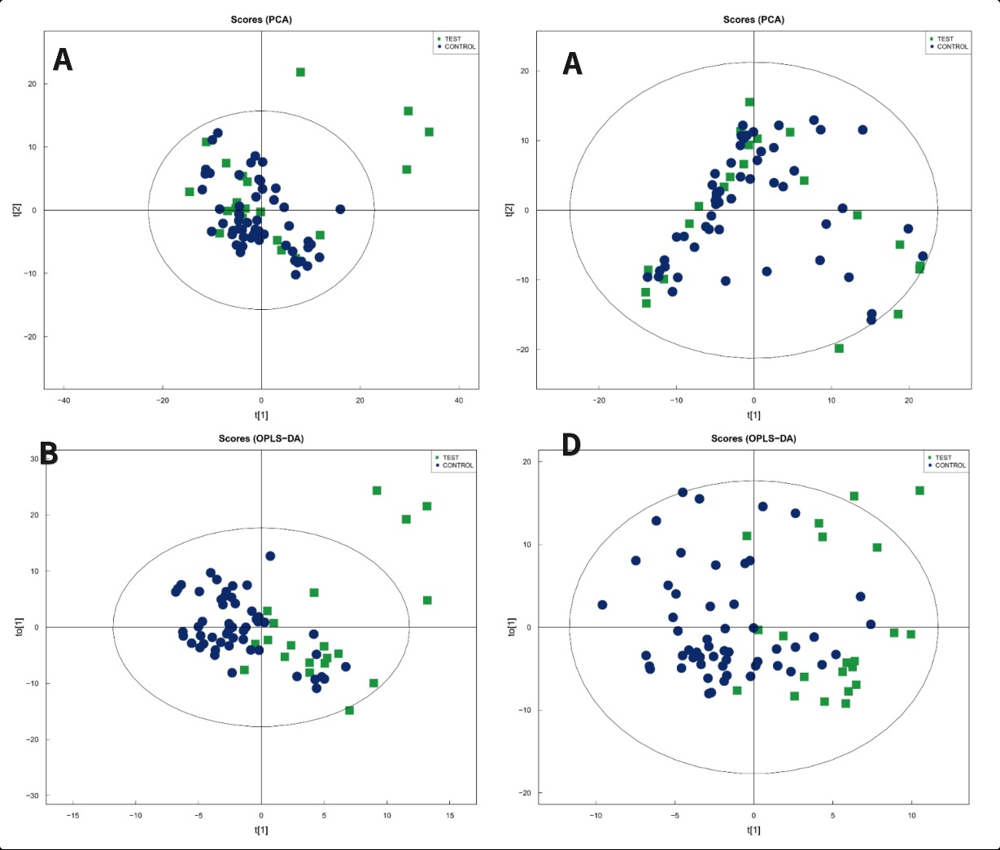 Scores (PCA)
A
TEST
CONTROL
t[2]
20
10
0
−10
−20
−40
−20
0
20
40
t[1]
Scores (PCA)
A
TEST
CONTROL
t[2]
20
10
0
−10
−20
−20
−10
0
10
20
t[1]
Scores (OPLS−DA)
B
TEST
CONTROL
to[1]
30
20
10
0
−10
−20
−30
−15
−10
−5
0
5
10
15
t[1]
Scores (OPLS−DA)
D
TEST
CONTROL
to[1]
20
10
0
−10
−20
−10
−5
0
5
10
t[1]